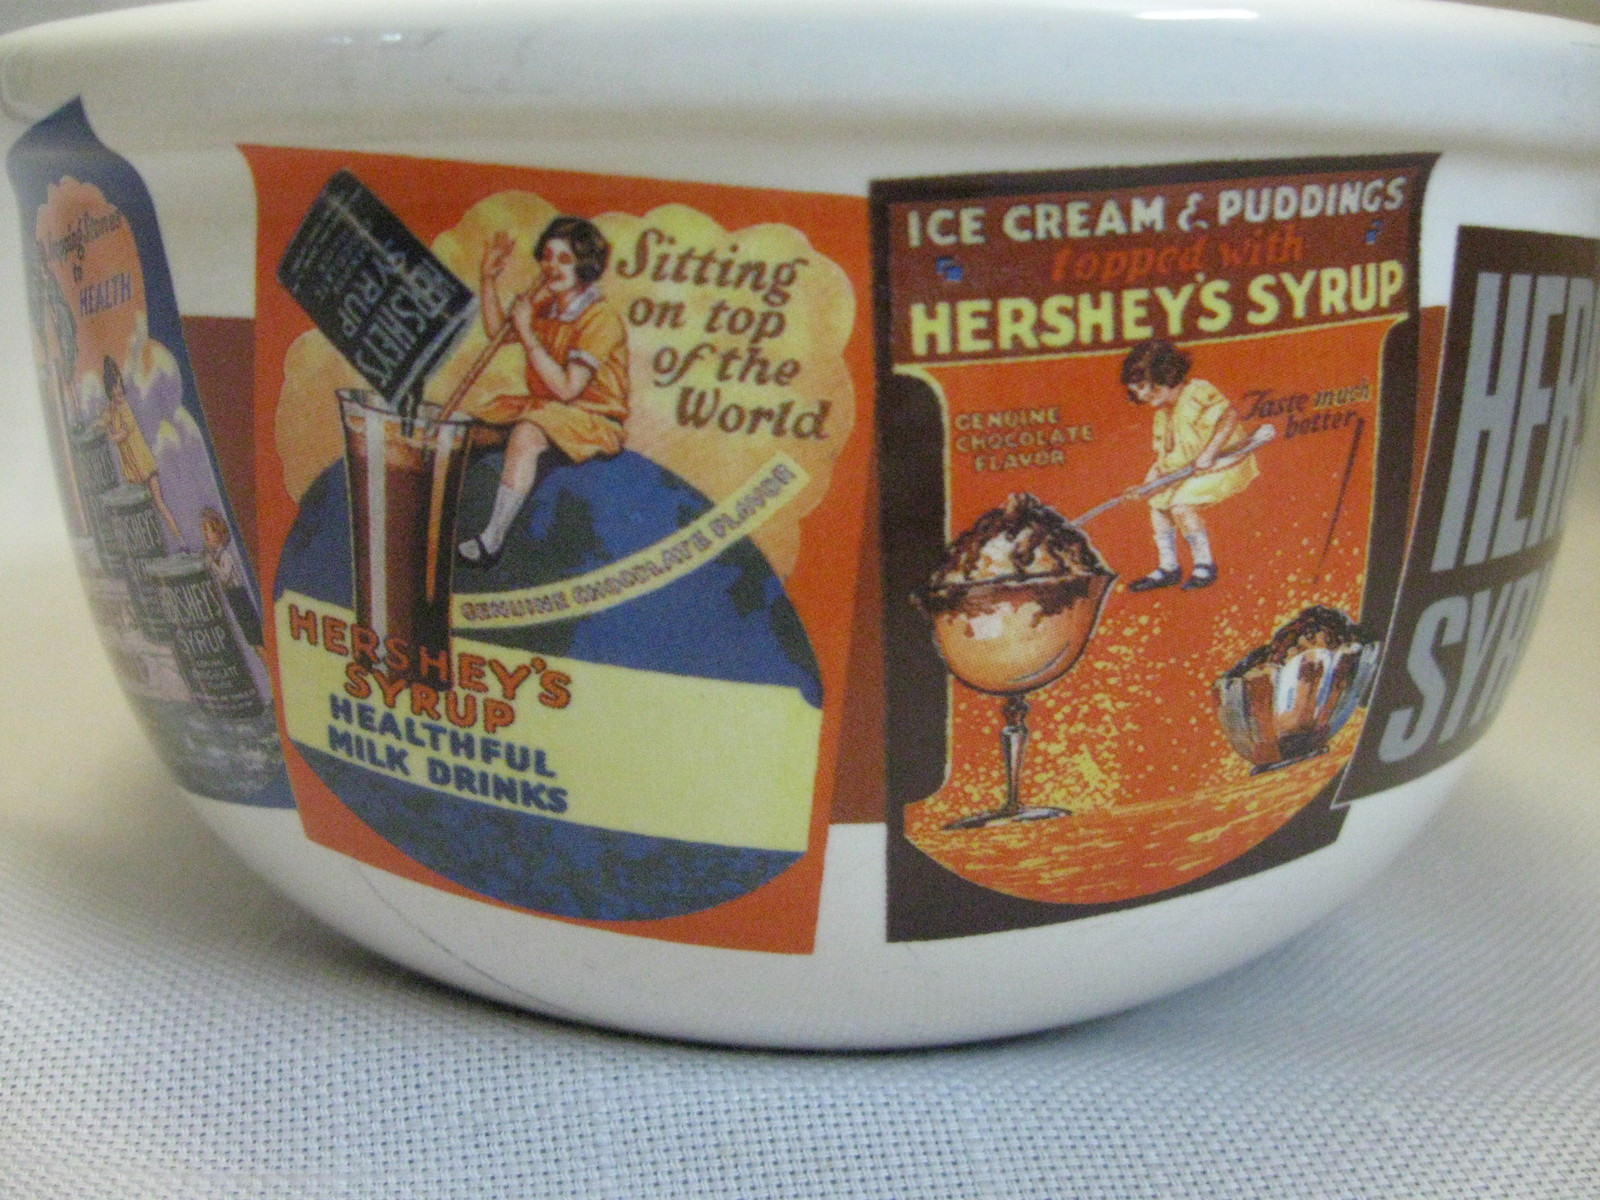 Stepping Stones
to
HEALTH
HERSHEY'S
SYRUP
HERSHEY'S
SYRUP
Sitting
on top
of the
World
GENUINE CHOCOLATE FLAVOR
HERSHEY'S
SYRUP
HEALTHFUL
MILK DRINKS
ICE CREAM & PUDDINGS
topped with
HERSHEY'S SYRUP
GENUINE
CHOCOLATE
FLAVOR
Taste much
better
HER
SYR